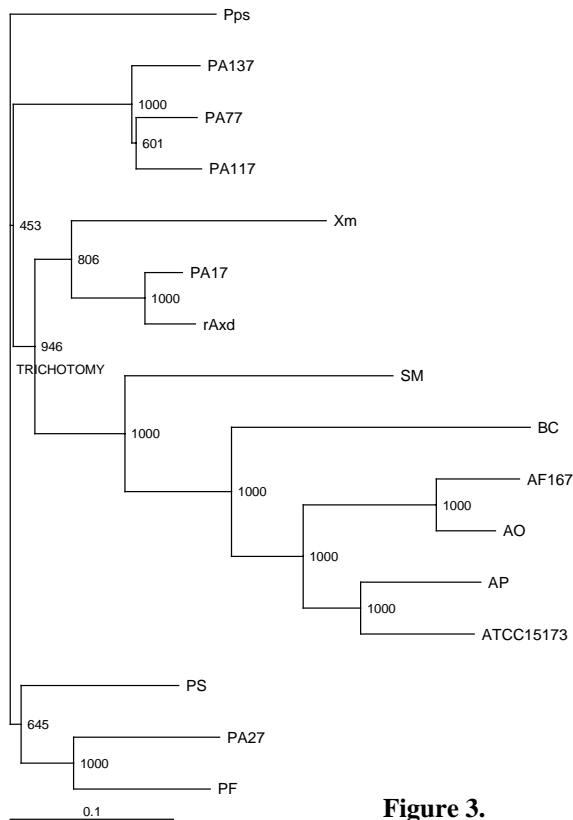 Pps
PA137
1000
PA77
601
PA117
453
Xm
806
PA17
1000
rAxd
946
TRICHOTOMY
SM
1000
BC
1000
AF167
1000
AO
1000
AP
1000
ATCC15173
PS
645
PA27
1000
PF
0.1
Figure 3.